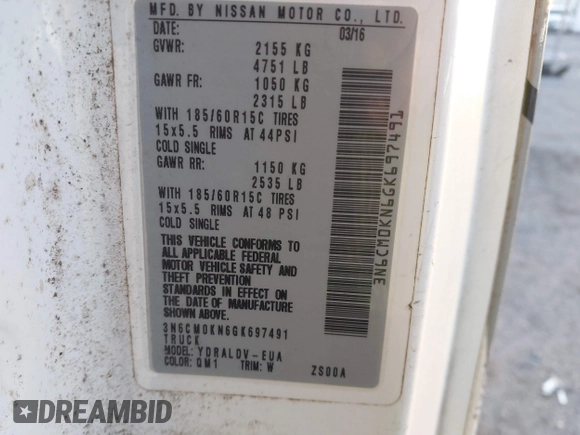 MFD. BY NISSAN MOTOR CO., LTD.
DATE: 03/16
GVWR: 2155 KG
4751 LB
GAWR FR: 1050 KG
2315 LB
WITH 185/60R15C TIRES
15x5.5 RIMS AT 44PSI
COLD SINGLE
GAWR RR: 1150 KG
2535 LB
WITH 185/60R15C TIRES
15x5.5 RIMS AT 48 PSI
COLD SINGLE
THIS VEHICLE CONFORMS TO
ALL APPLICABLE FEDERAL
MOTOR VEHICLE SAFETY AND
THEFT PREVENTION
STANDARDS IN EFFECT ON
THE DATE OF MANUFACTURE
SHOWN ABOVE.
3N6CM0KN6GK697491
TRUCK
MODEL: YDRALDV-EUA
COLOR: QM1 TRIM: W ZS00A
3N6CM0KN6GK697491
DREAMBID
DREAMBID.COM